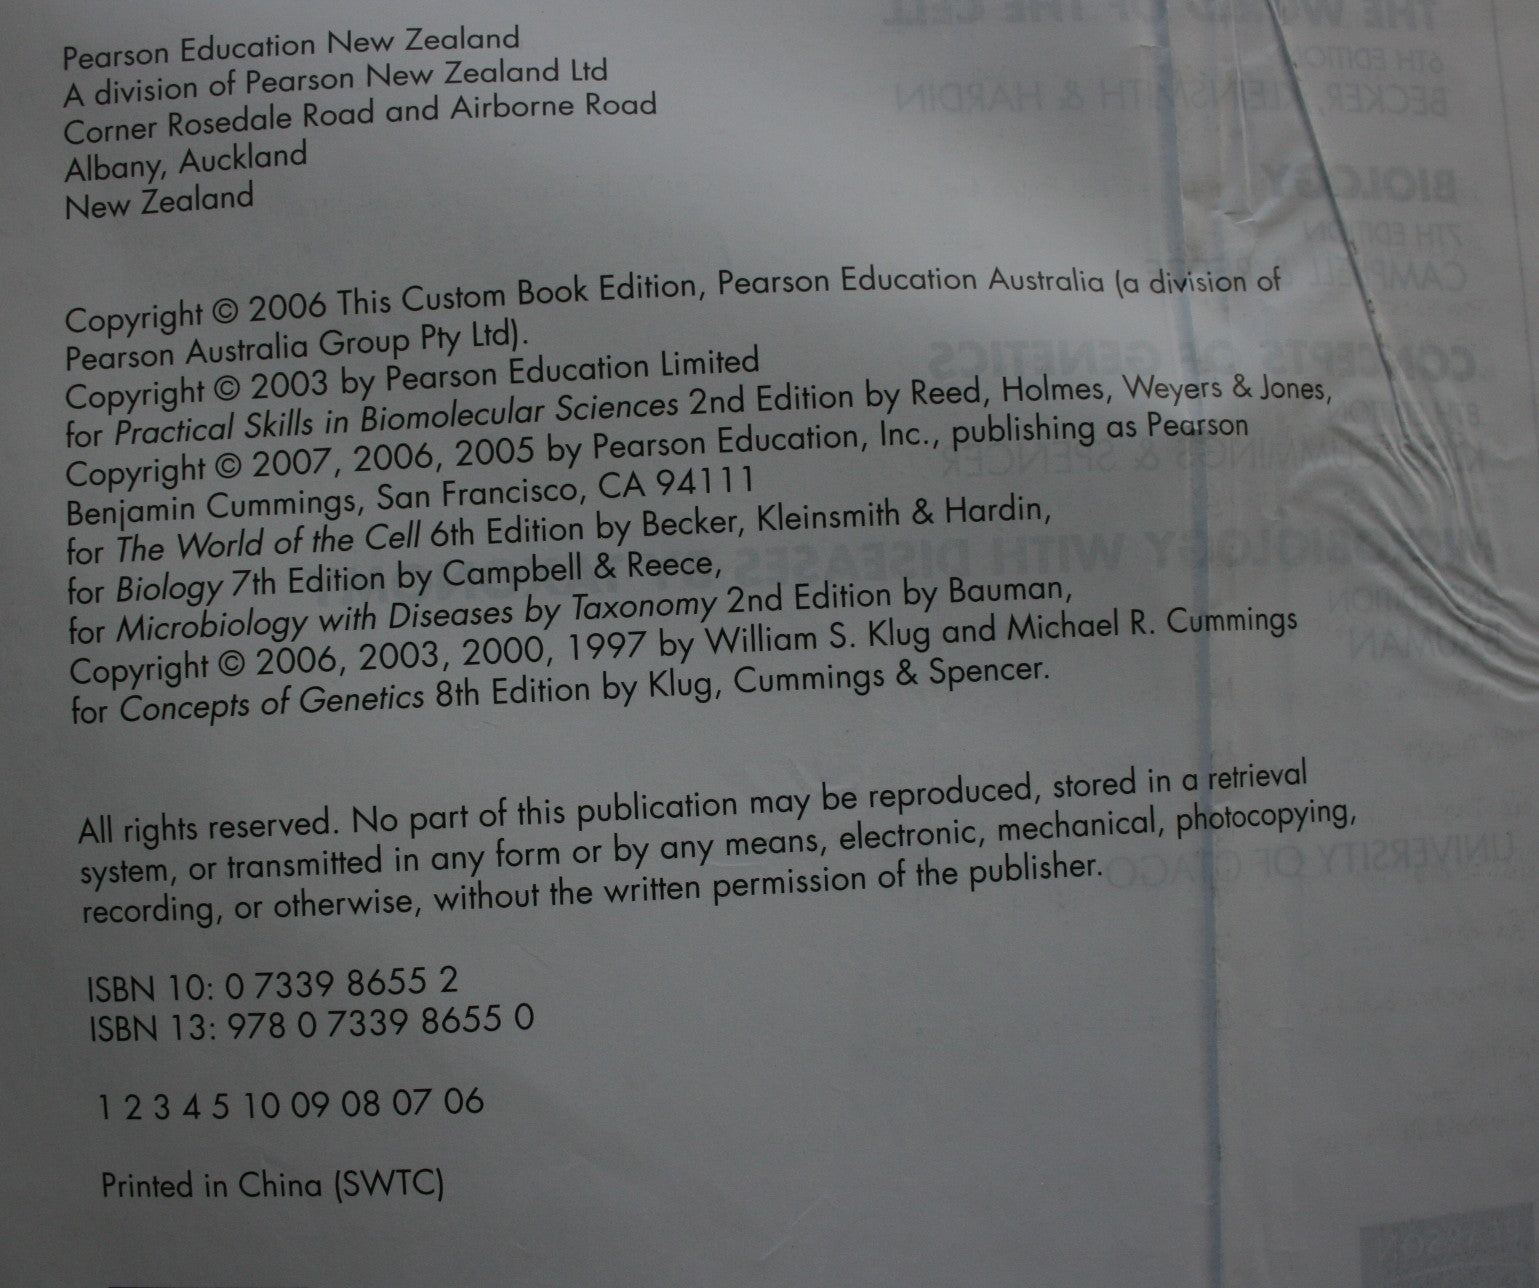 Pearson Education New Zealand
A division of Pearson New Zealand Ltd
Corner Rosedale Road and Airborne Road
Albany, Auckland
New Zealand
Copyright © 2006 This Custom Book Edition, Pearson Education Australia (a division of
Pearson Australia Group Pty Ltd).
Copyright © 2003 by Pearson Education Limited
for Practical Skills in Biomolecular Sciences 2nd Edition by Reed, Holmes, Weyers & Jones,
Copyright © 2007, 2006, 2005 by Pearson Education, Inc., publishing as Pearson
Benjamin Cummings, San Francisco, CA 94111
for The World of the Cell 6th Edition by Becker, Kleinsmith & Hardin,
for Biology 7th Edition by Campbell & Reece,
for Microbiology with Diseases by Taxonomy 2nd Edition by Bauman,
Copyright © 2006, 2003, 2000, 1997 by William S. Klug and Michael R. Cummings
for Concepts of Genetics 8th Edition by Klug, Cummings & Spencer.
All rights reserved. No part of this publication may be reproduced, stored in a retrieval
system, or transmitted in any form or by any means, electronic, mechanical, photocopying,
recording, or otherwise, without the written permission of the publisher.
ISBN 10: 0 7339 8655 2
ISBN 13: 978 0 7339 8655 0
1 2 3 4 5 10 09 08 07 06
Printed in China (SWTC)